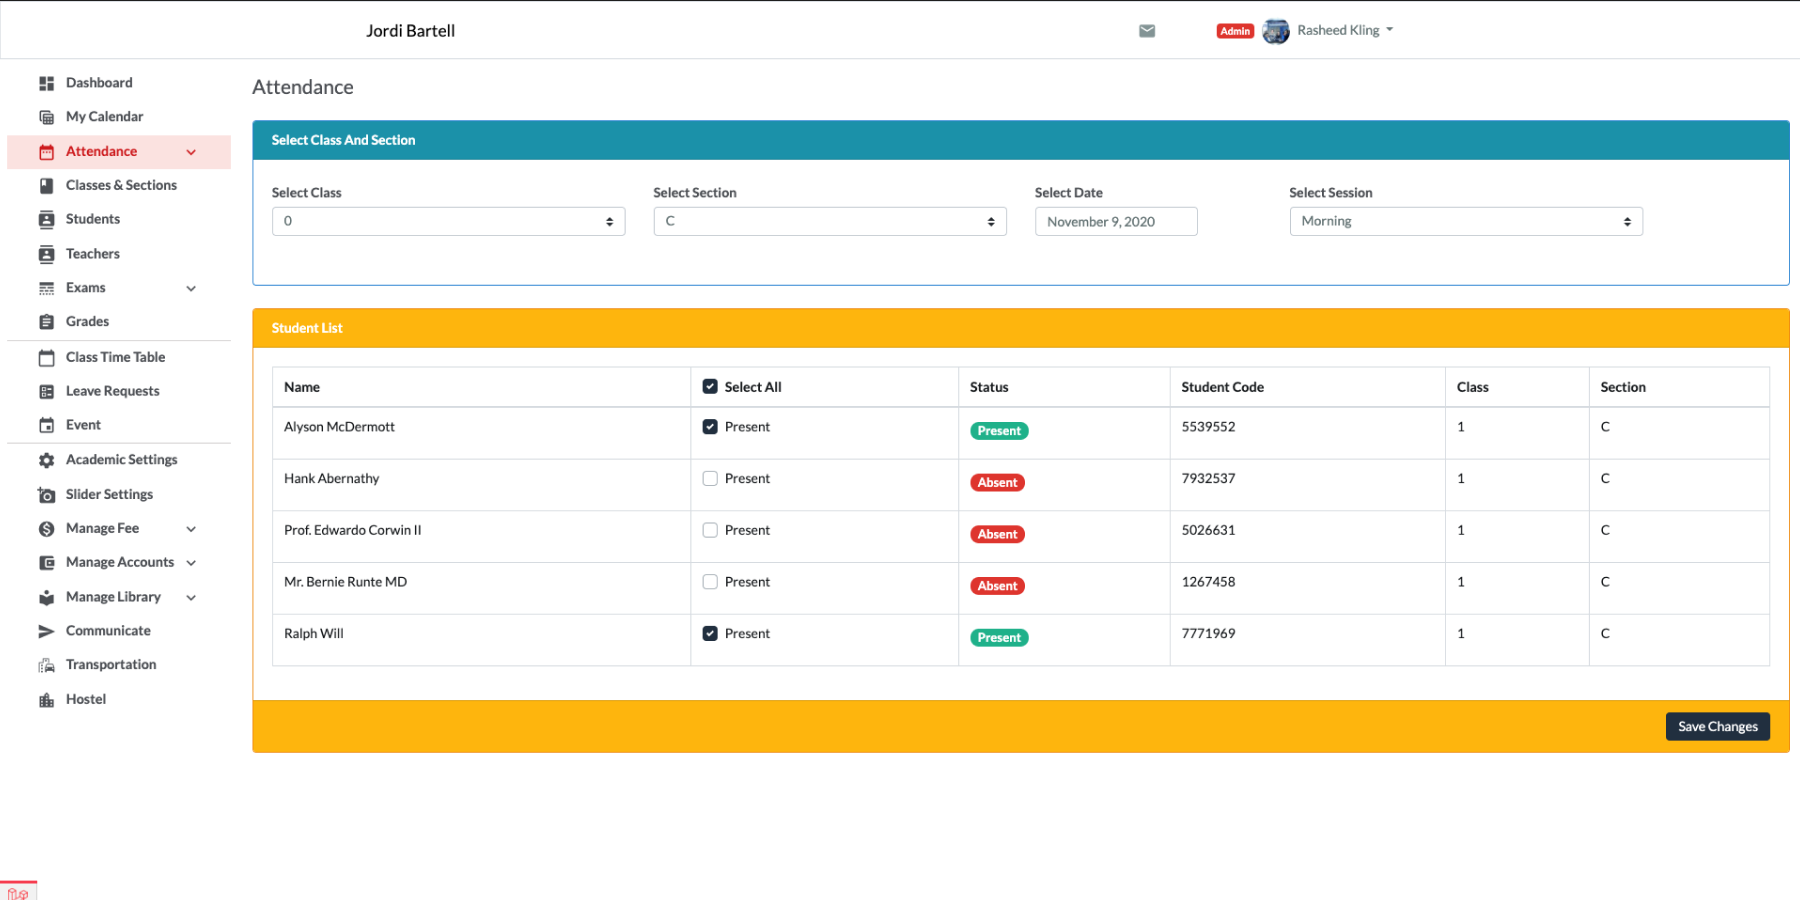 Jordi Bartell
Admin Rasheed Kling
Dashboard
My Calendar
Attendance
Classes & Sections
Students
Teachers
Exams
Grades
Class Time Table
Leave Requests
Event
Academic Settings
Slider Settings
Manage Fee
Manage Accounts
Manage Library
Communicate
Transportation
Hostel
Attendance
Select Class And Section
Select Class Select Section Select Date Select Session
0 C November 9, 2020 Morning
Student List
Name Select All Status Student Code Class Section
Alyson McDermott Present Present 5539552 1 C
Hank Abernathy Present Absent 7932537 1 C
Prof. Edwardo Corwin II Present Absent 5026631 1 C
Mr. Bernie Runte MD Present Absent 1267458 1 C
Ralph Will Present Present 7771969 1 C
Save Changes